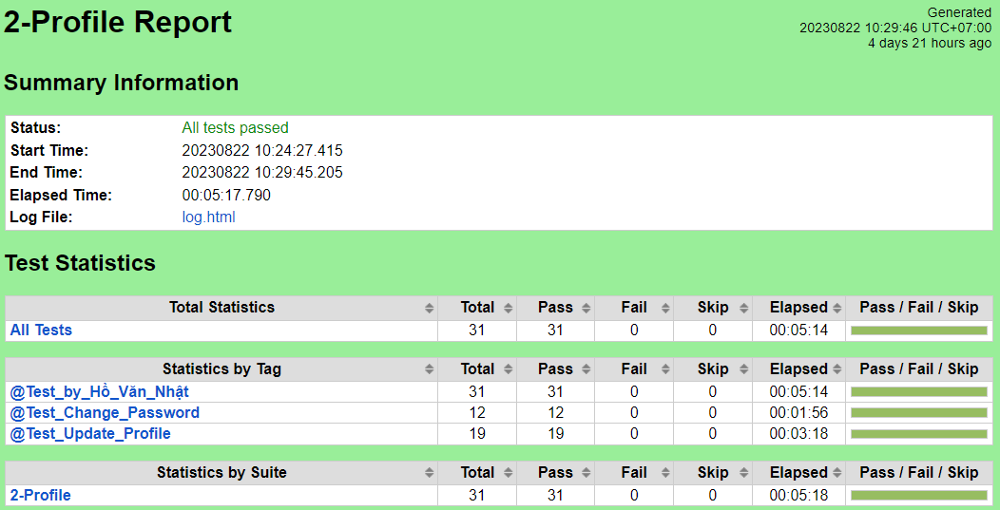 2-Profile Report
Generated
20230822 10:29:46 UTC+07:00
4 days 21 hours ago
Summary Information
Status: All tests passed
Start Time: 20230822 10:24:27.415
End Time: 20230822 10:29:45.205
Elapsed Time: 00:05:17.790
Log File: log.html
Test Statistics
Total Statistics Total Pass Fail Skip Elapsed Pass / Fail / Skip
All Tests 31 31 0 0 00:05:14
Statistics by Tag Total Pass Fail Skip Elapsed Pass / Fail / Skip
@Test_by_Hồ_Văn_Nhật 31 31 0 0 00:05:14
@Test_Change_Password 12 12 0 0 00:01:56
@Test_Update_Profile 19 19 0 0 00:03:18
Statistics by Suite Total Pass Fail Skip Elapsed Pass / Fail / Skip
2-Profile 31 31 0 0 00:05:18